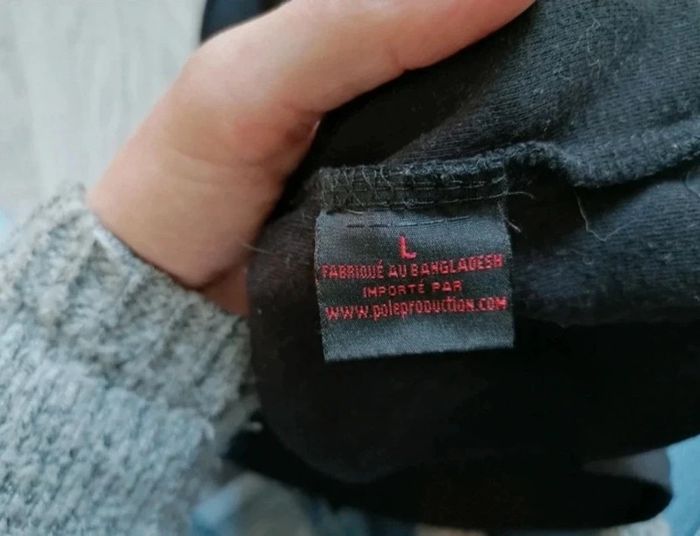 L
FABRIQUÉ AU BANGLADESH
IMPORTÉ PAR
www.poleproduction.com